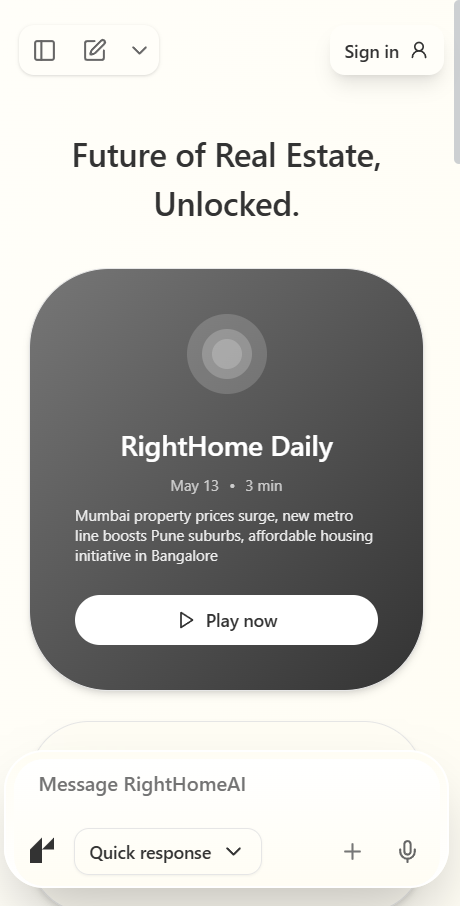 Sign in
Future of Real Estate,
Unlocked.
RightHome Daily
May 13 • 3 min
Mumbai property prices surge, new metro
line boosts Pune suburbs, affordable housing
initiative in Bangalore
Play now
Message RightHomeAI
Quick response